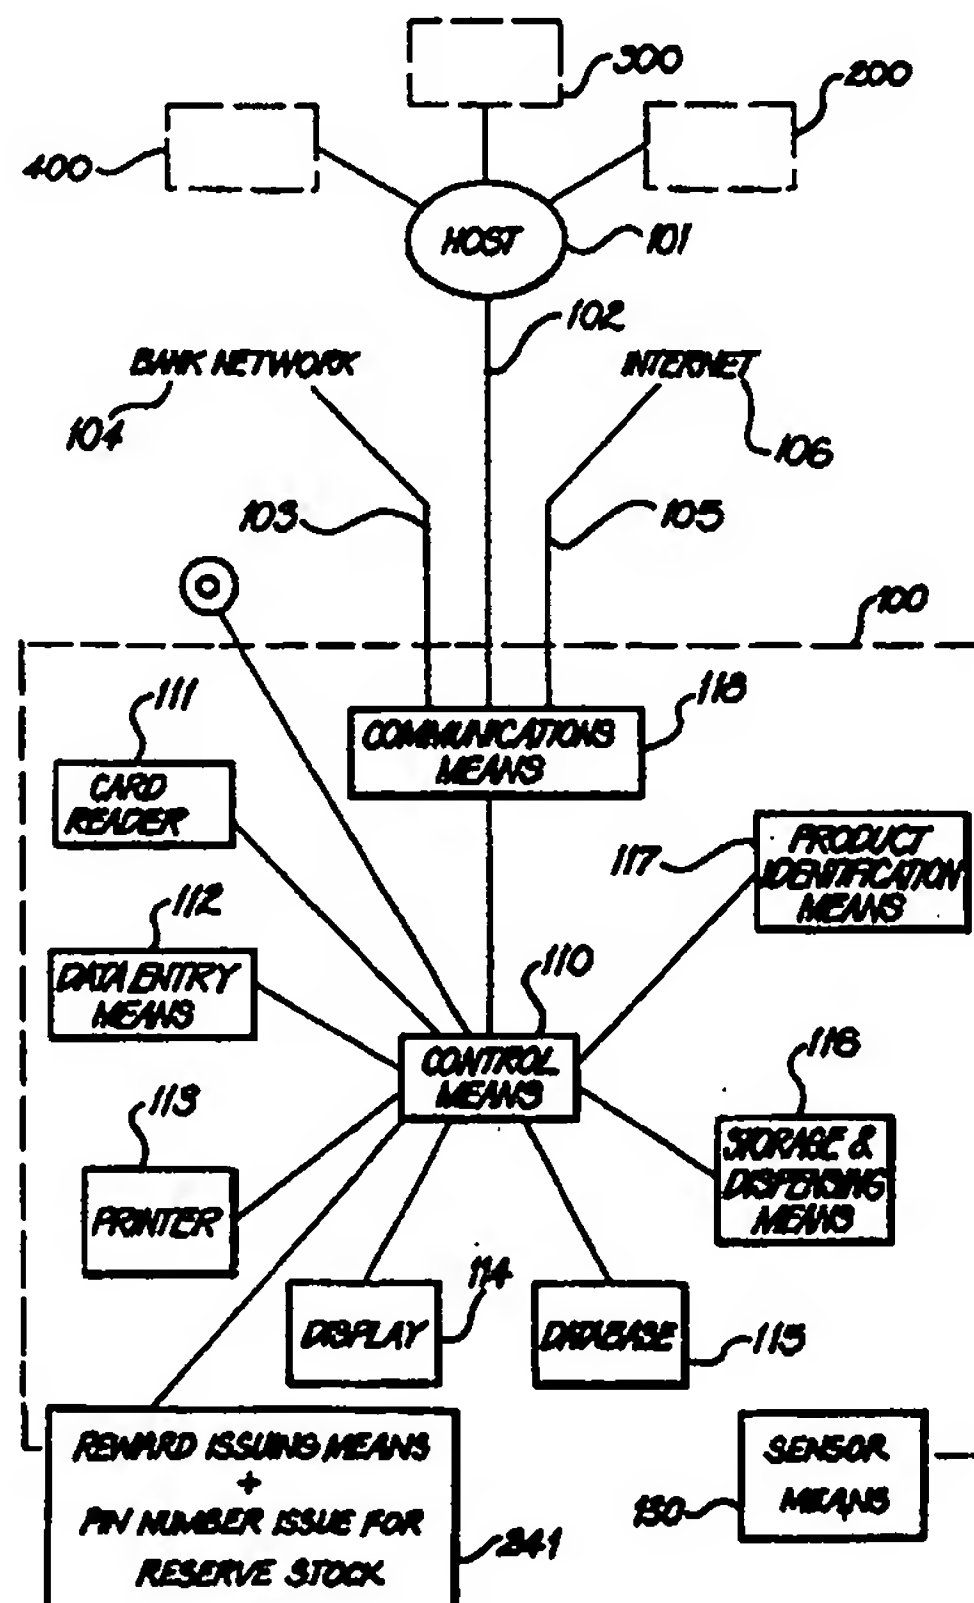 300
200
400
HOST
101
102
BANK NETWORK
INTERNET
104
106
103
105
100
111
118
COMMUNICATIONS
MEANS
CARD
READER
117
PRODUCT
IDENTIFICATION
MEANS
112
DATA ENTRY
MEANS
110
CONTROL
MEANS
116
113
STORAGE &
DISPENSING
MEANS
PRINTER
114
DISPLAY
DATABASE
115
REWARD ISSUING MEANS
+
PIN NUMBER ISSUE FOR
RESERVE STOCK
241
SENSOR
MEANS
130